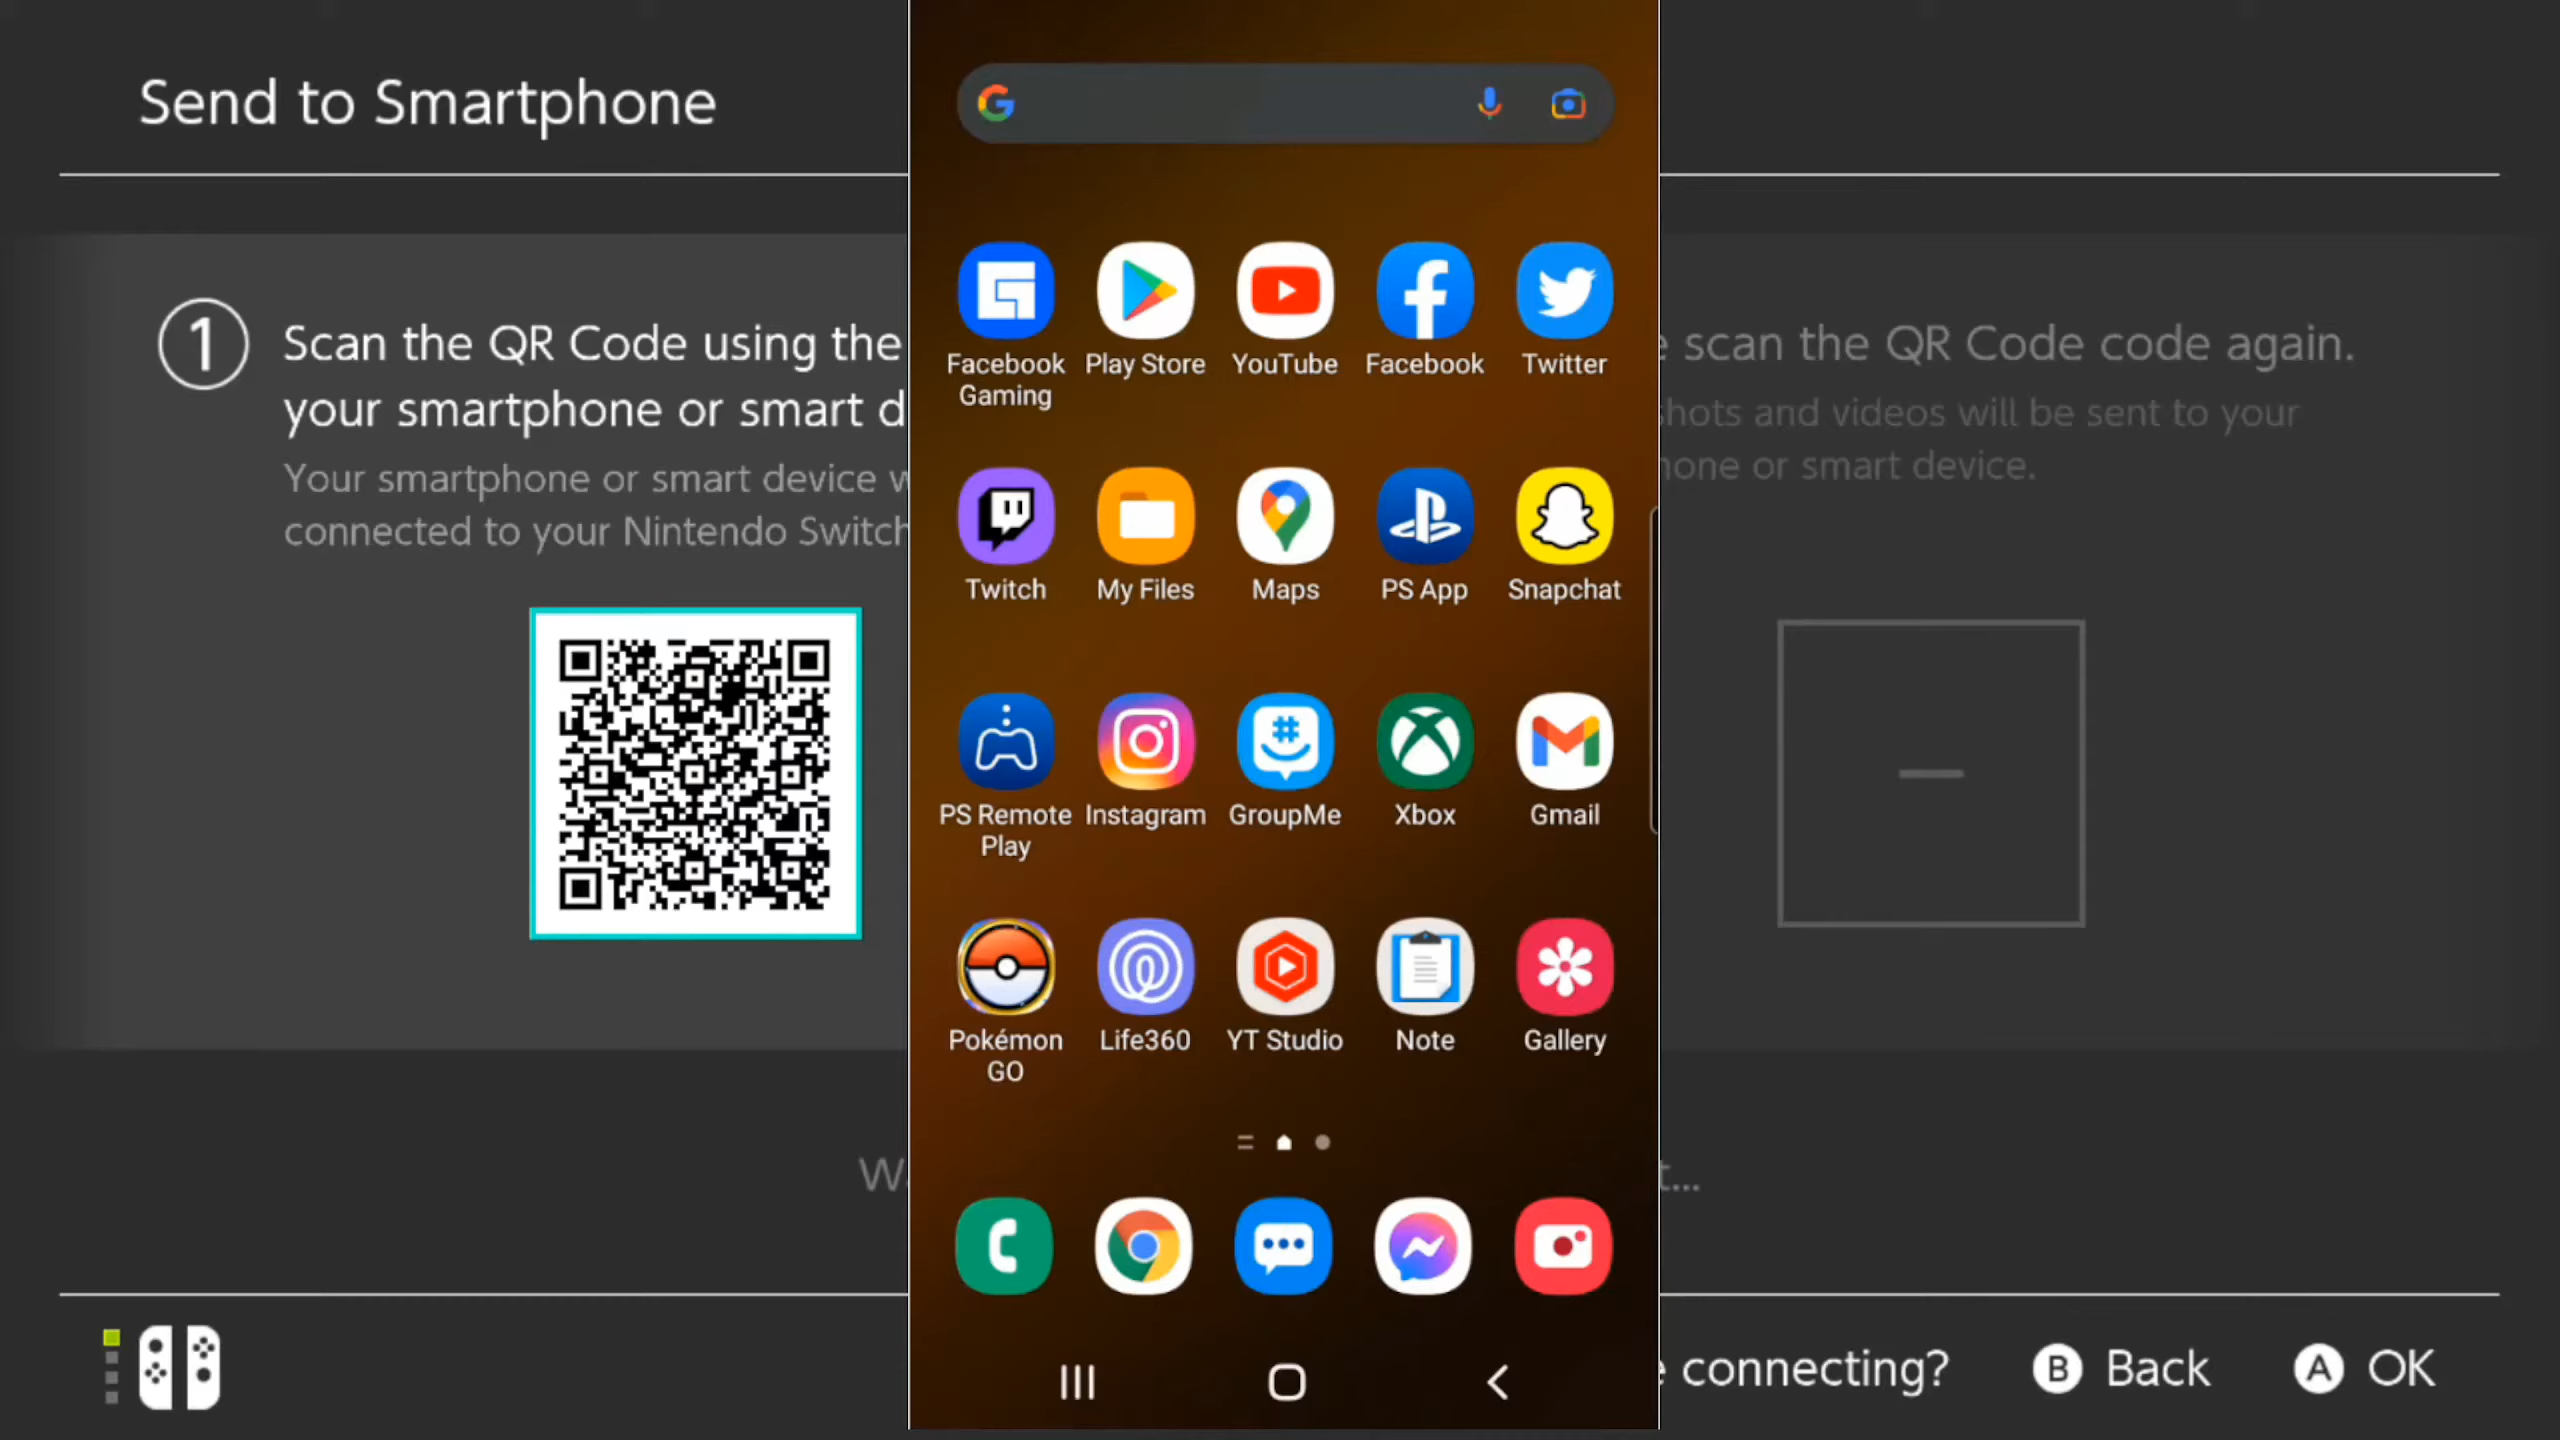 Send to Smartphone
1 Scan the QR Code using the
your smartphone or smart d
Your smartphone or smart device w
connected to your Nintendo Switch
scan the QR Code code again.
shots and videos will be sent to your
one or smart device.
Facebook Gaming
Play Store
YouTube
Facebook
Twitter
Twitch
My Files
Maps
PS App
Snapchat
PS Remote Play
Instagram
GroupMe
Xbox
Gmail
Pokémon GO
Life360
YT Studio
Note
Gallery
W
t...
connecting?
B Back
A OK